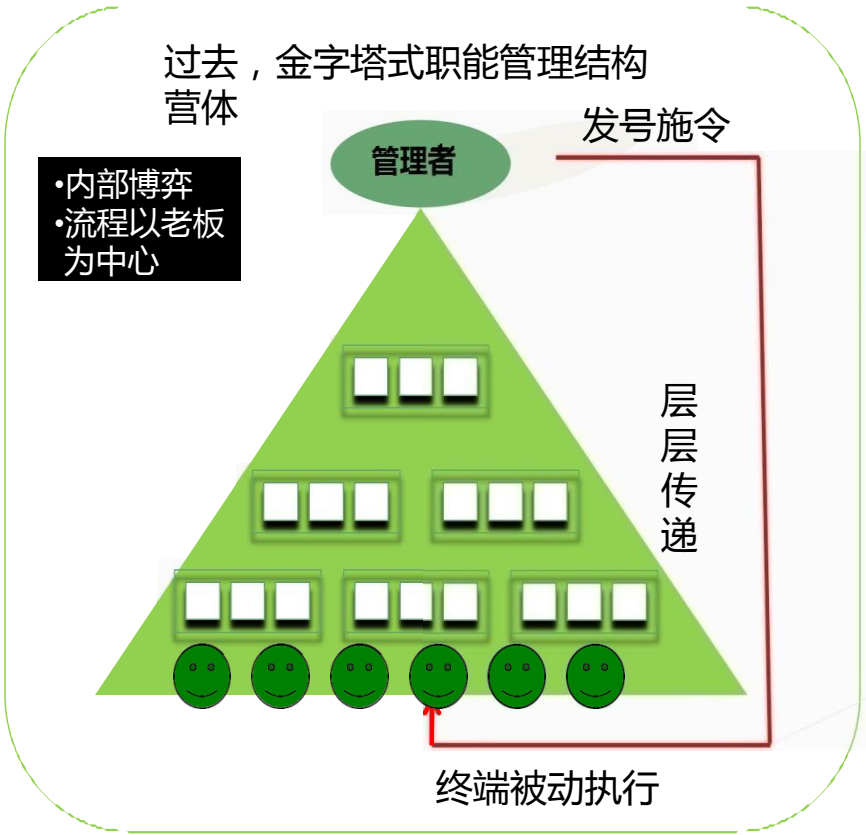 过去，金字塔式职能管理结构
营体
发号施令
管理者
•内部博弈
•流程以老板
为中心
层
层
传
递
终端被动执行